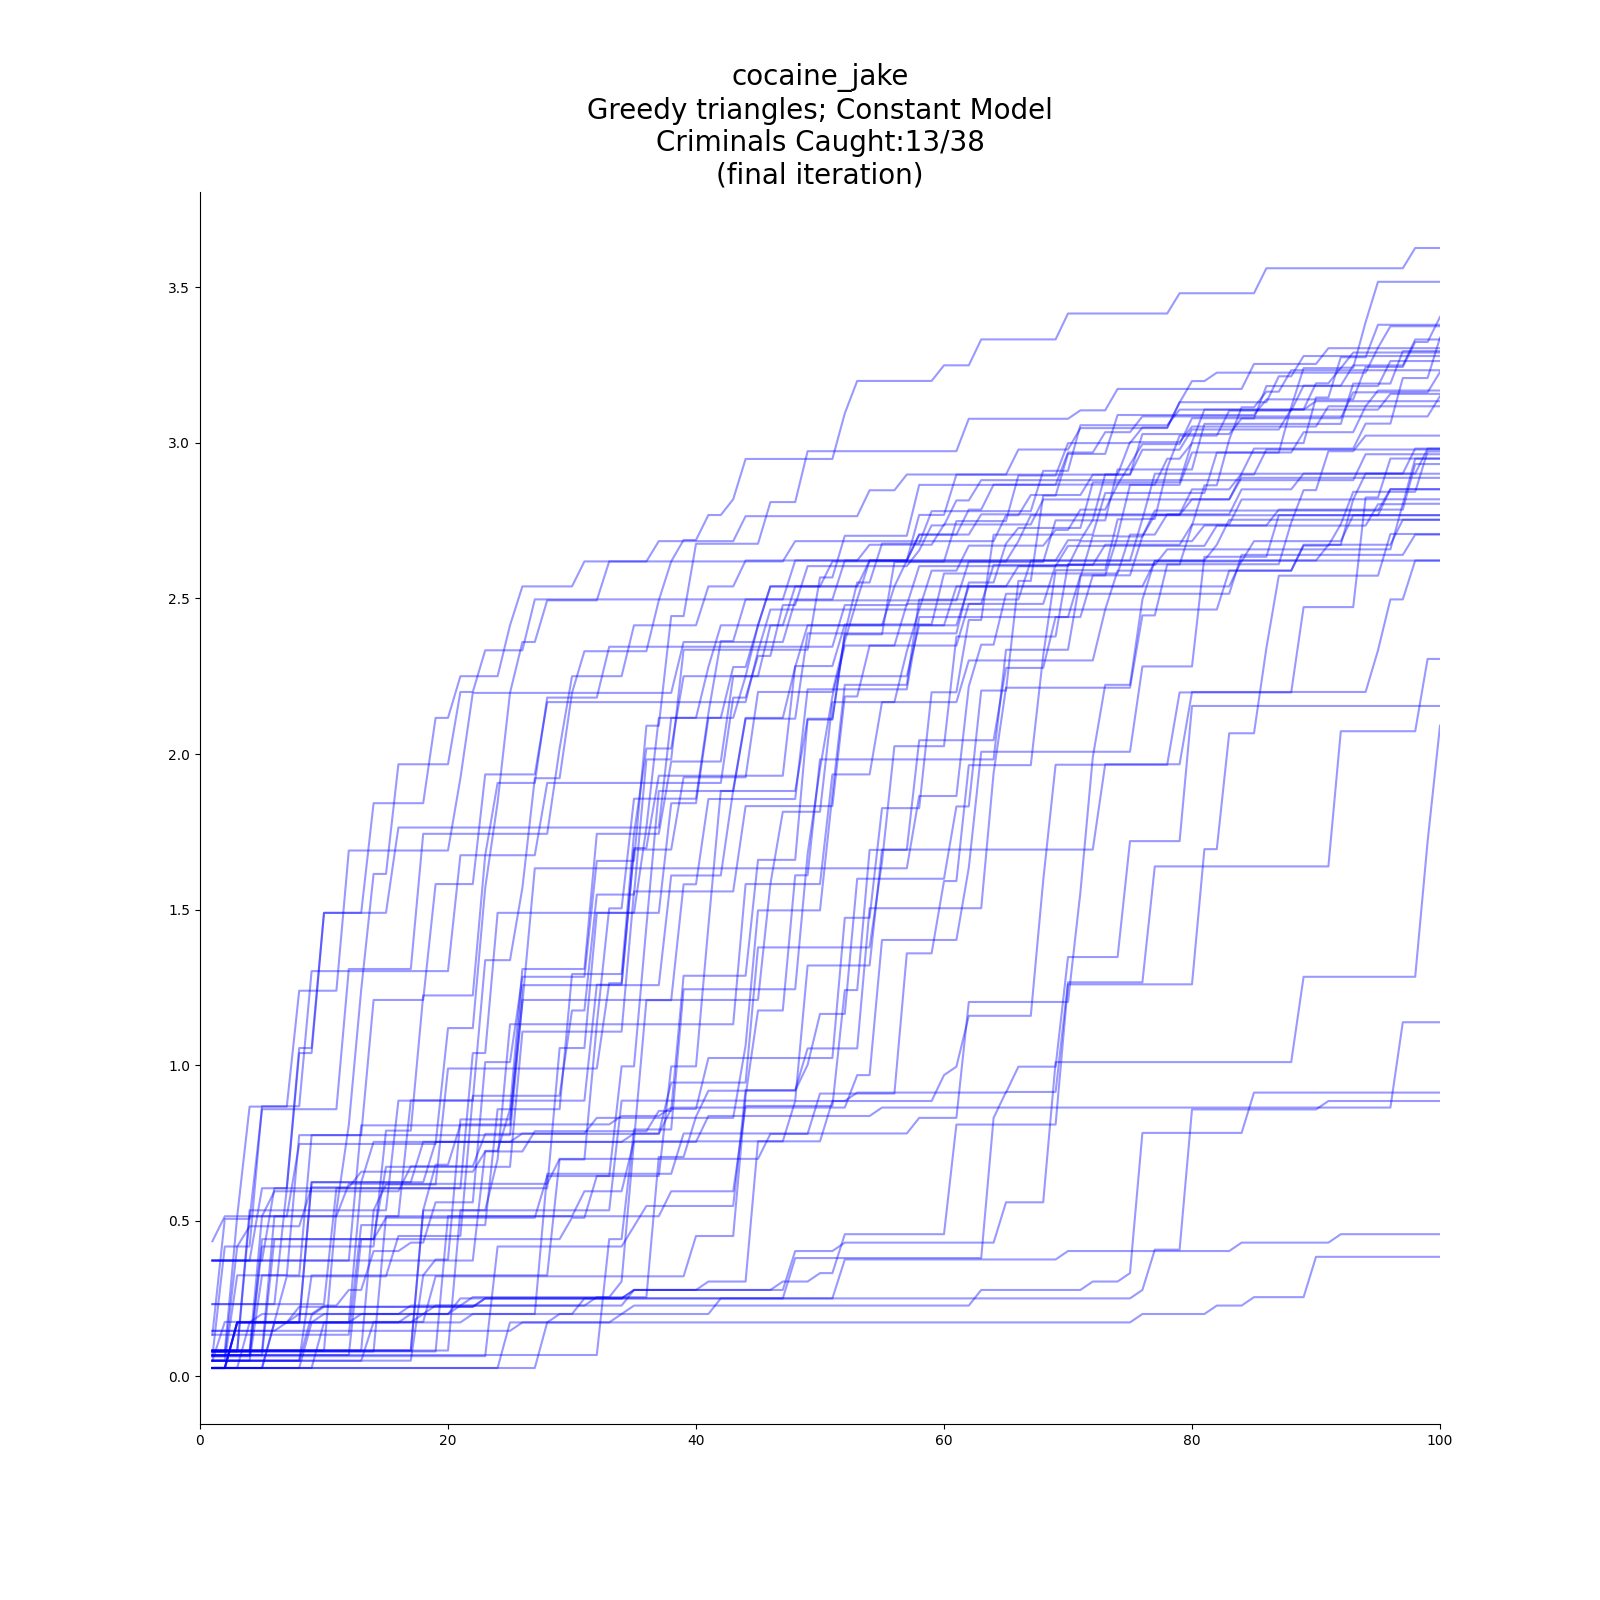 cocaine_jake
Greedy triangles; Constant Model
Criminals Caught:13/38
(final iteration)
3.5
3.0
2.5
2.0
1.5
1.0
0.5
0.0
0 20 40 60 80 100